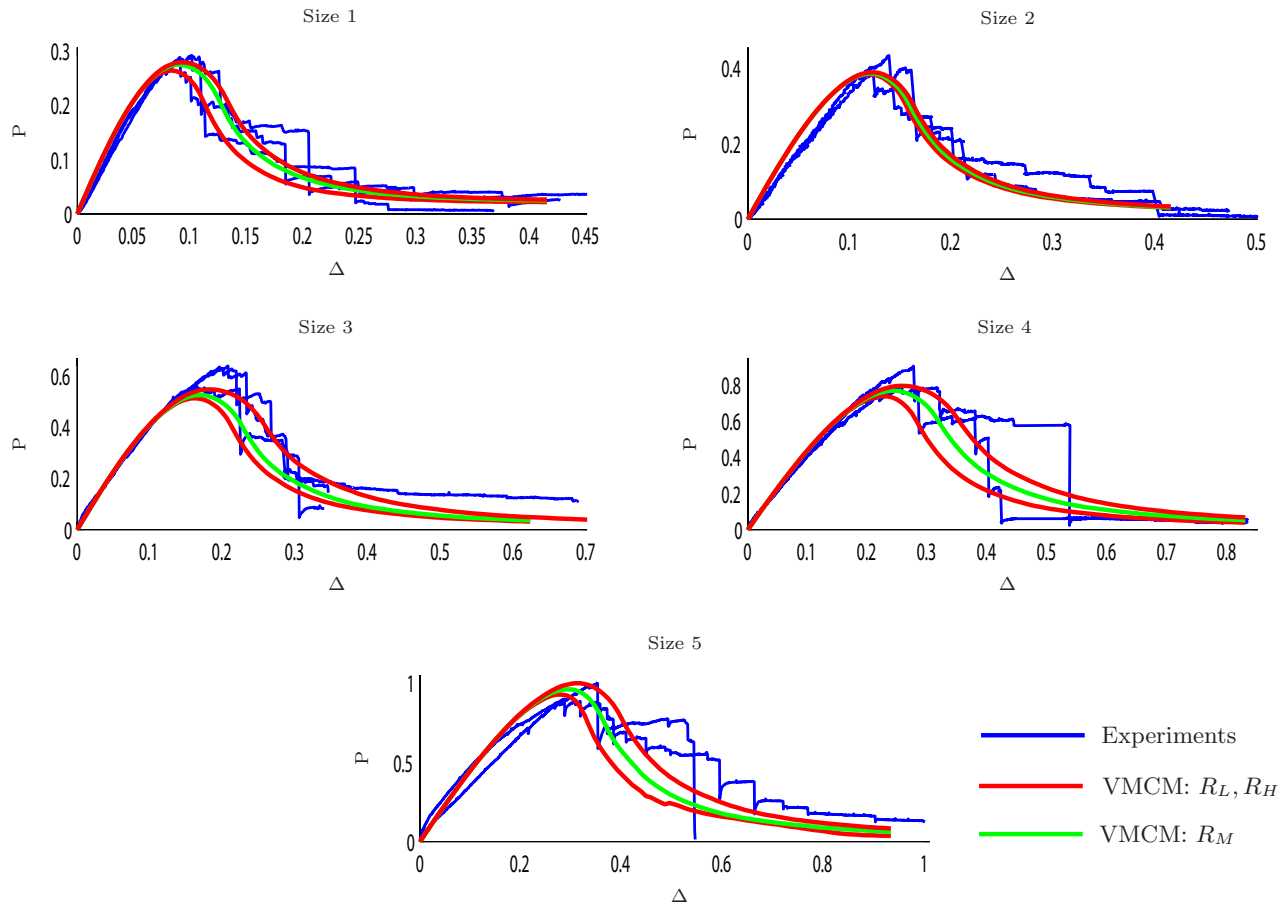 Size 1
P
0.3
0.2
0.1
0
0 0.05 0.1 0.15 0.2 0.25 0.3 0.35 0.4 0.45
Δ
Size 2
P
0.4
0.2
0
0 0.1 0.2 0.3 0.4 0.5
Δ
Size 3
P
0.6
0.4
0.2
0
0 0.1 0.2 0.3 0.4 0.5 0.6 0.7
Δ
Size 4
P
0.8
0.6
0.4
0.2
0
0 0.1 0.2 0.3 0.4 0.5 0.6 0.7 0.8
Δ
Size 5
P
1
0.5
0
0 0.2 0.4 0.6 0.8 1
Δ
Experiments
VMCM: R_L, R_H
VMCM: R_M